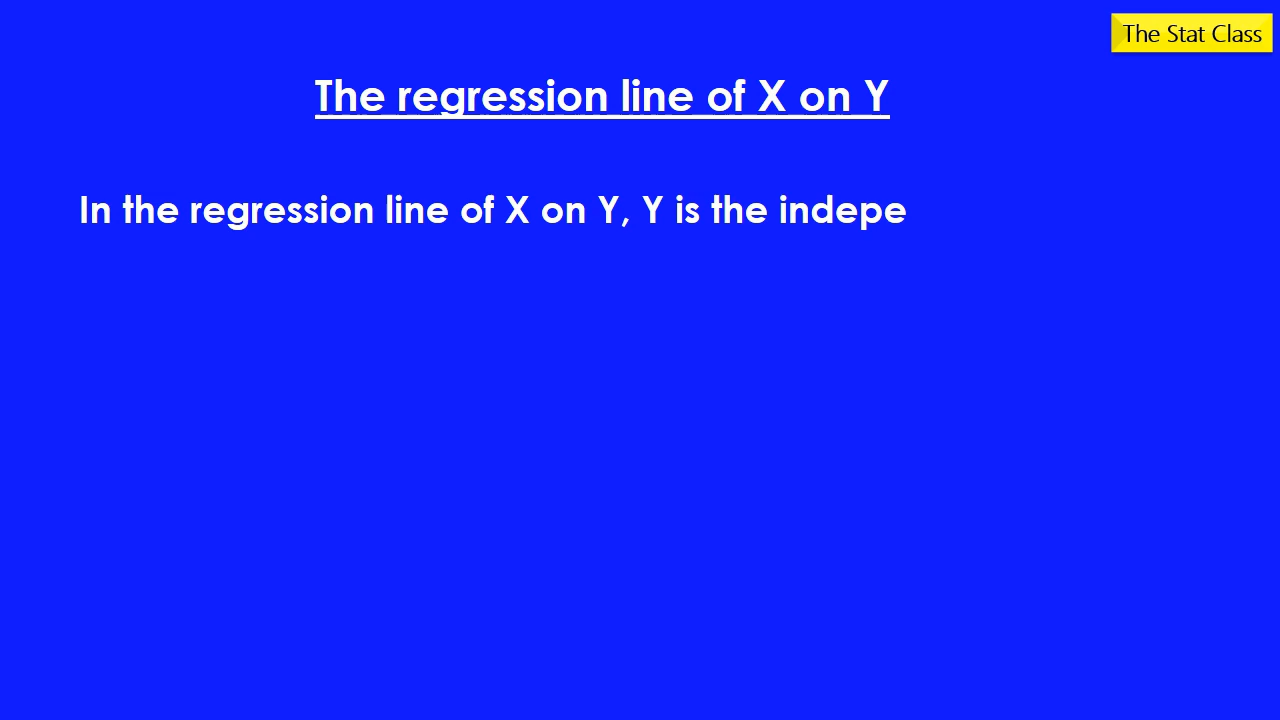 The Stat Class
The regression line of X on Y
In the regression line of X on Y, Y is the indepe